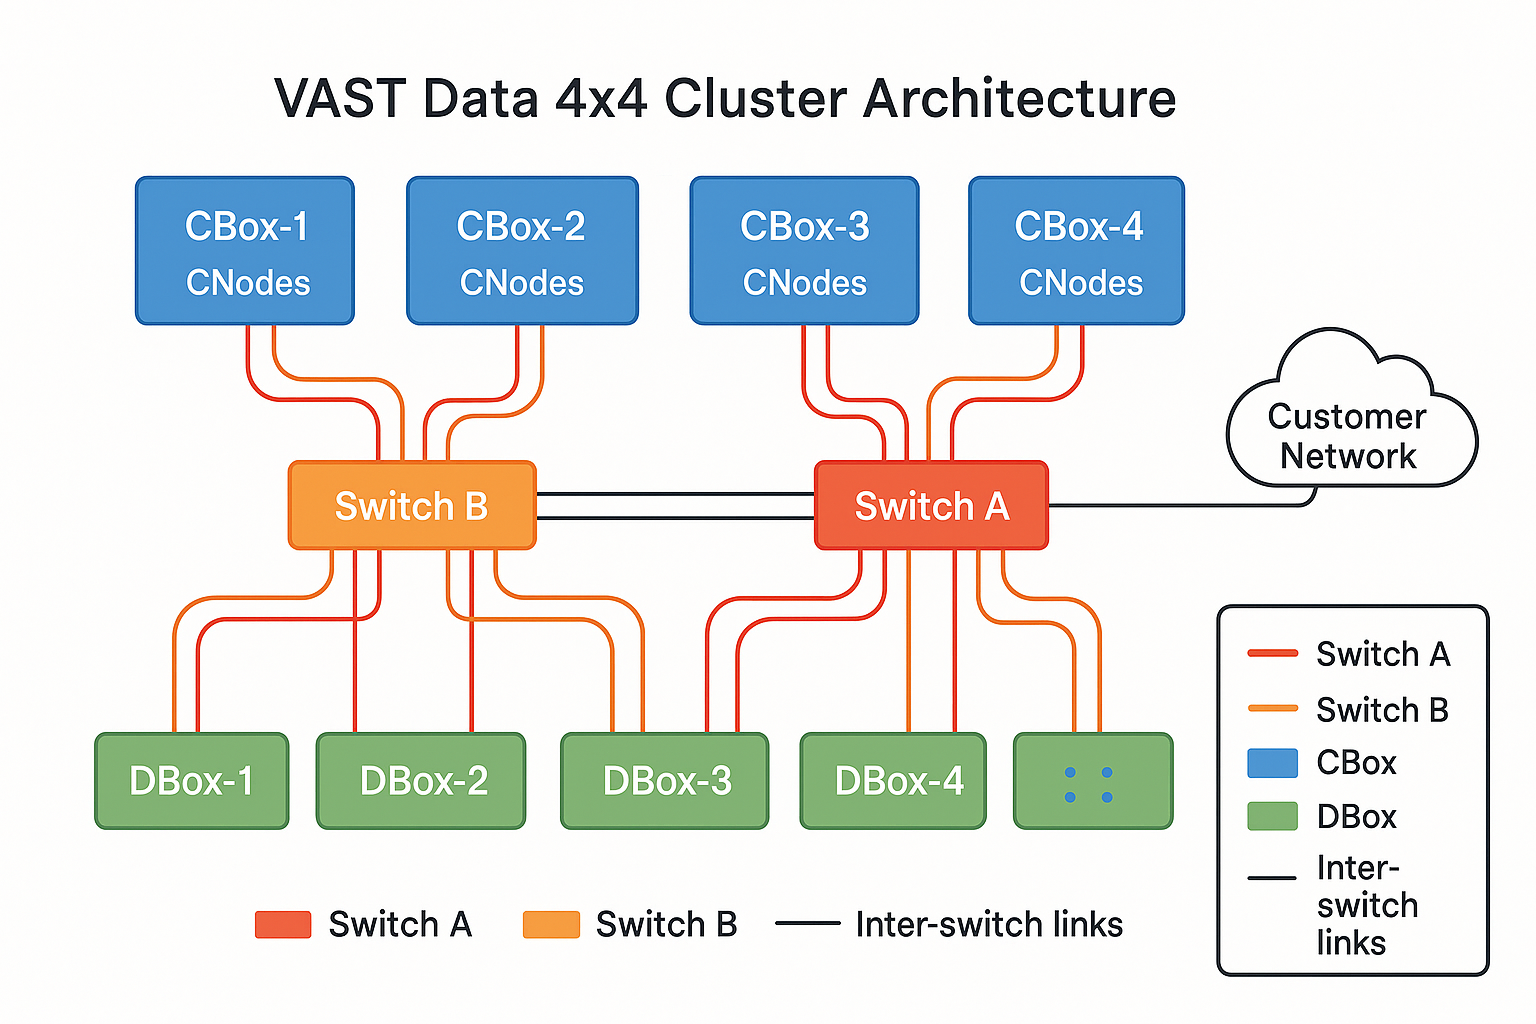 VAST Data 4x4 Cluster Architecture
CBox-1
CNodes
CBox-2
CNodes
CBox-3
CNodes
CBox-4
CNodes
Customer
Network
Switch B
Switch A
DBox-1
DBox-2
DBox-3
DBox-4
Switch A
Switch B
CBox
DBox
Inter-
switch
links
Switch A
Switch B
Inter-switch links